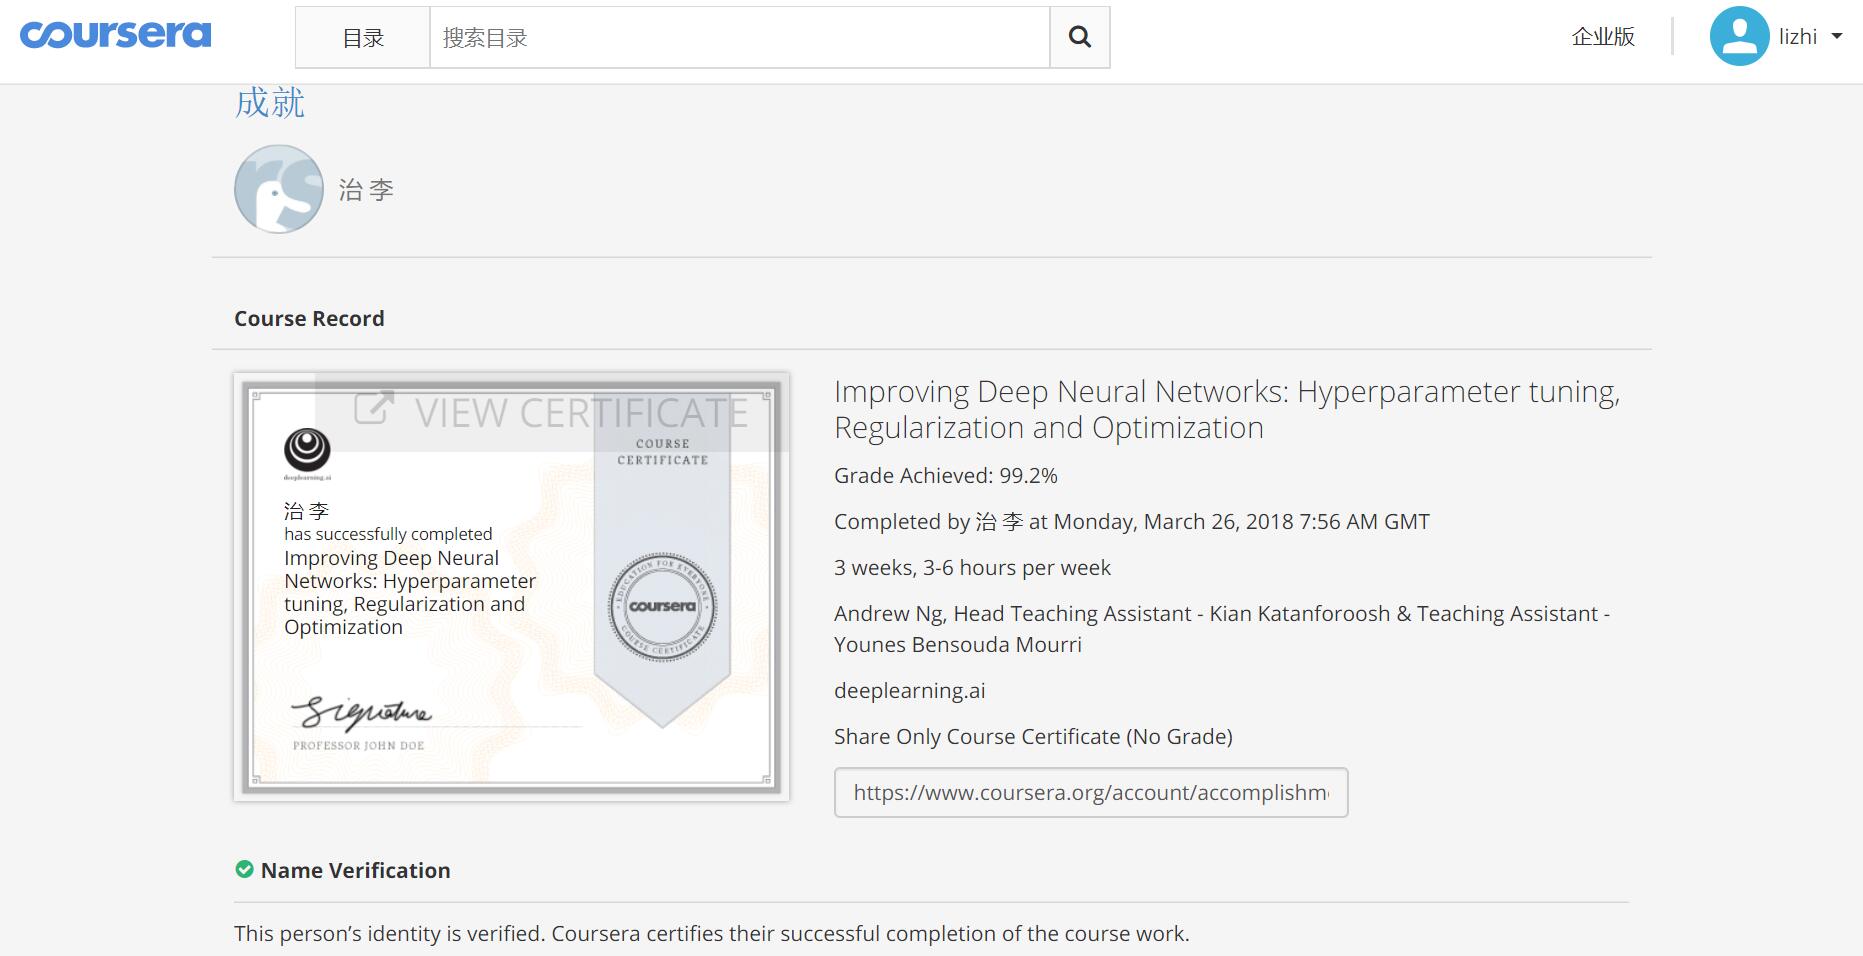 coursera
目录
搜索目录
企业版
lizhi
成就
治 李
Course Record
VIEW CERTIFICATE
COURSE
CERTIFICATE
deeplearning.ai
治 李
has successfully completed
Improving Deep Neural
Networks: Hyperparameter
tuning, Regularization and
Optimization
EDUCATION FOR EVERYONE
coursera
COURSE CERTIFICATE
Signature
PROFESSOR JOHN DOE
Improving Deep Neural Networks: Hyperparameter tuning,
Regularization and Optimization
Grade Achieved: 99.2%
Completed by 治 李 at Monday, March 26, 2018 7:56 AM GMT
3 weeks, 3-6 hours per week
Andrew Ng, Head Teaching Assistant - Kian Katanforoosh & Teaching Assistant -
Younes Bensouda Mourri
deeplearning.ai
Share Only Course Certificate (No Grade)
https://www.coursera.org/account/accomplishm
Name Verification
This person’s identity is verified. Coursera certifies their successful completion of the course work.